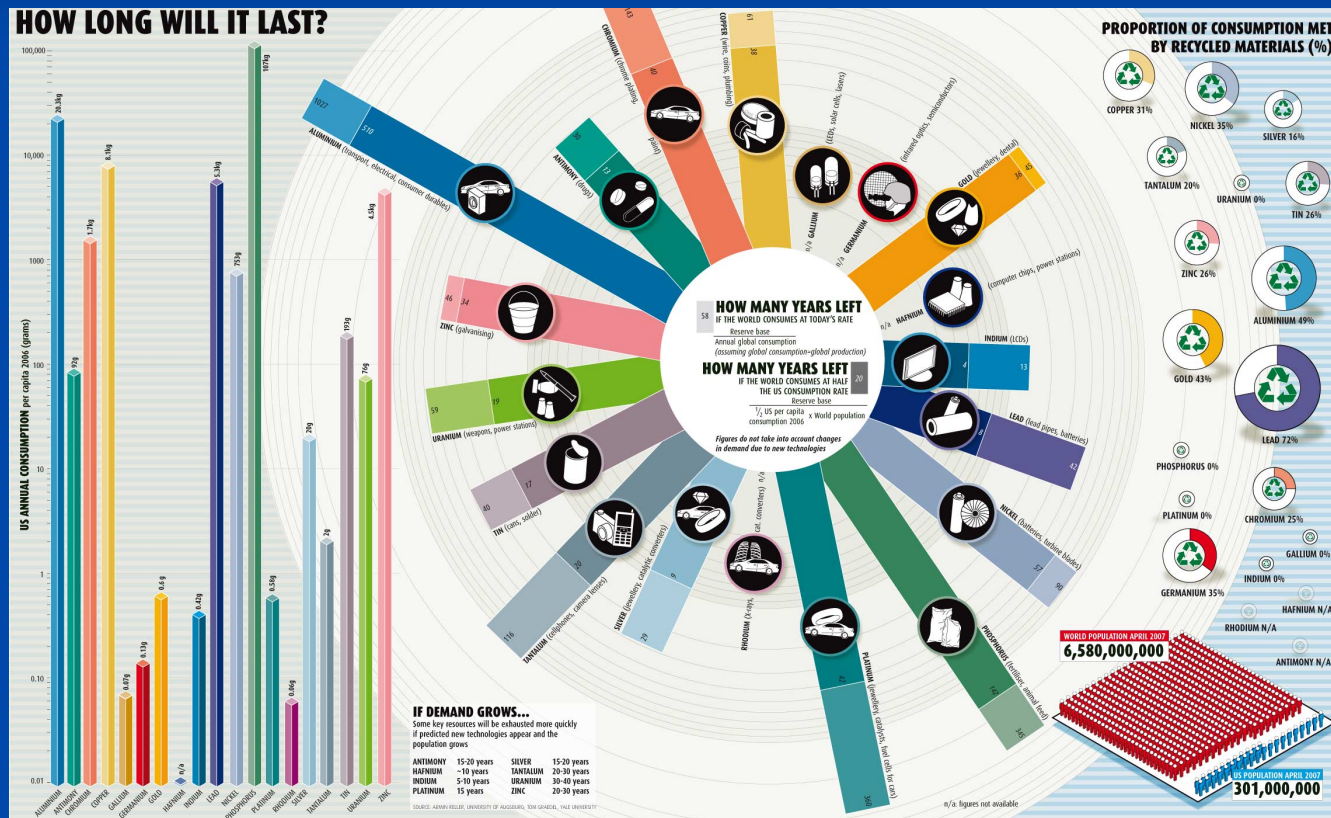 HOW LONG WILL IT LAST?
US ANNUAL CONSUMPTION per capita 2006 (grams)
100,000
10,000
1000
100
10
1
0.10
0.01
20.3kg
92g
1.7kg
8.1kg
0.07g
0.13g
0.6 g
n/a
0.42g
5.3kg
753g
107kg
0.58g
0.06g
20g
2g
193g
76g
4.5kg
ALUMINIUM
ANTIMONY
CHROMIUM
COPPER
GALLIUM
GERMANIUM
GOLD
HAFNIUM
INDIUM
LEAD
NICKEL
PHOSPHORUS
PLATINUM
RHODIUM
SILVER
TANTALUM
TIN
URANIUM
ZINC
1027
510
ALUMINIUM (transport, electrical, consumer durables)
30
13
ANTIMONY (drugs)
143
40
CHROMIUM (chrome plating,
paint)
61
38
COPPER (wire, coins, plumbing)
n/a GALLIUM (LEDs, solar cells, lasers)
n/a GERMANIUM (infrared optics, semiconductors)
45
36
GOLD (jewellery, dental)
n/a HAFNIUM (computer chips, power stations)
INDIUM (LCDs)
4
13
LEAD (lead pipes, batteries)
8
42
NICKEL (batteries, turbine blades)
57
90
PHOSPHORUS (fertiliser, animal feed)
142
345
PLATINUM (jewellery, catalysts, fuel cells for cars)
42
360
n/a
RHODIUM (x-rays, cat. converters)
SILVER (jewellery, catalytic converters)
9
29
TANTALUM (cellphones, camera lenses)
20
116
TIN (cans, solder)
17
40
URANIUM (weapons, power stations)
19
59
ZINC (galvanising)
34
46
58
HOW MANY YEARS LEFT
IF THE WORLD CONSUMES AT TODAY'S RATE
Reserve base
Annual global consumption
(assuming global consumption=global production)
HOW MANY YEARS LEFT
IF THE WORLD CONSUMES AT HALF
THE US CONSUMPTION RATE
20
Reserve base
1/2 US per capita
consumption 2006
x World population
Figures do not take into account changes
in demand due to new technologies
IF DEMAND GROWS...
Some key resources will be exhausted more quickly
if predicted new technologies appear and the
population grows
ANTIMONY 15-20 years SILVER 15-20 years
HAFNIUM ~10 years TANTALUM 20-30 years
INDIUM 5-10 years URANIUM 30-40 years
PLATINUM 15 years ZINC 20-30 years
SOURCE: ARMIN RELLER, UNIVERSITY OF AUGSBURG; TOM GRAEDEL, YALE UNIVERSITY
n/a: figures not available
PROPORTION OF CONSUMPTION MET
BY RECYCLED MATERIALS (%)
COPPER 31%
NICKEL 35%
SILVER 16%
TANTALUM 20%
URANIUM 0%
TIN 26%
ZINC 26%
ALUMINIUM 49%
GOLD 43%
LEAD 72%
PHOSPHORUS 0%
PLATINUM 0%
CHROMIUM 25%
GALLIUM 0%
INDIUM 0%
GERMANIUM 35%
HAFNIUM N/A
RHODIUM N/A
ANTIMONY N/A
WORLD POPULATION APRIL 2007
6,580,000,000
US POPULATION APRIL 2007
301,000,000